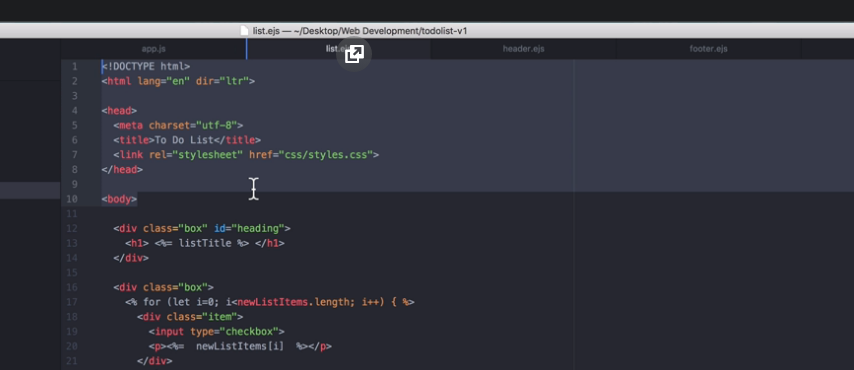 list.ejs — ~/Desktop/Web Development/todolist-v1
app.js list.ejs header.ejs footer.ejs
1 <!DOCTYPE html>
2 <html lang="en" dir="ltr">
3
4 <head>
5 <meta charset="utf-8">
6 <title>To Do List</title>
7 <link rel="stylesheet" href="css/styles.css">
8 </head>
9
10 <body>
11
12 <div class="box" id="heading">
13 <h1> <%= listTitle %> </h1>
14 </div>
15
16 <div class="box">
17 <% for (let i=0; i<newListItems.length; i++) { %>
18 <div class="item">
19 <input type="checkbox">
20 <p><%= newListItems[i] %></p>
21 </div>